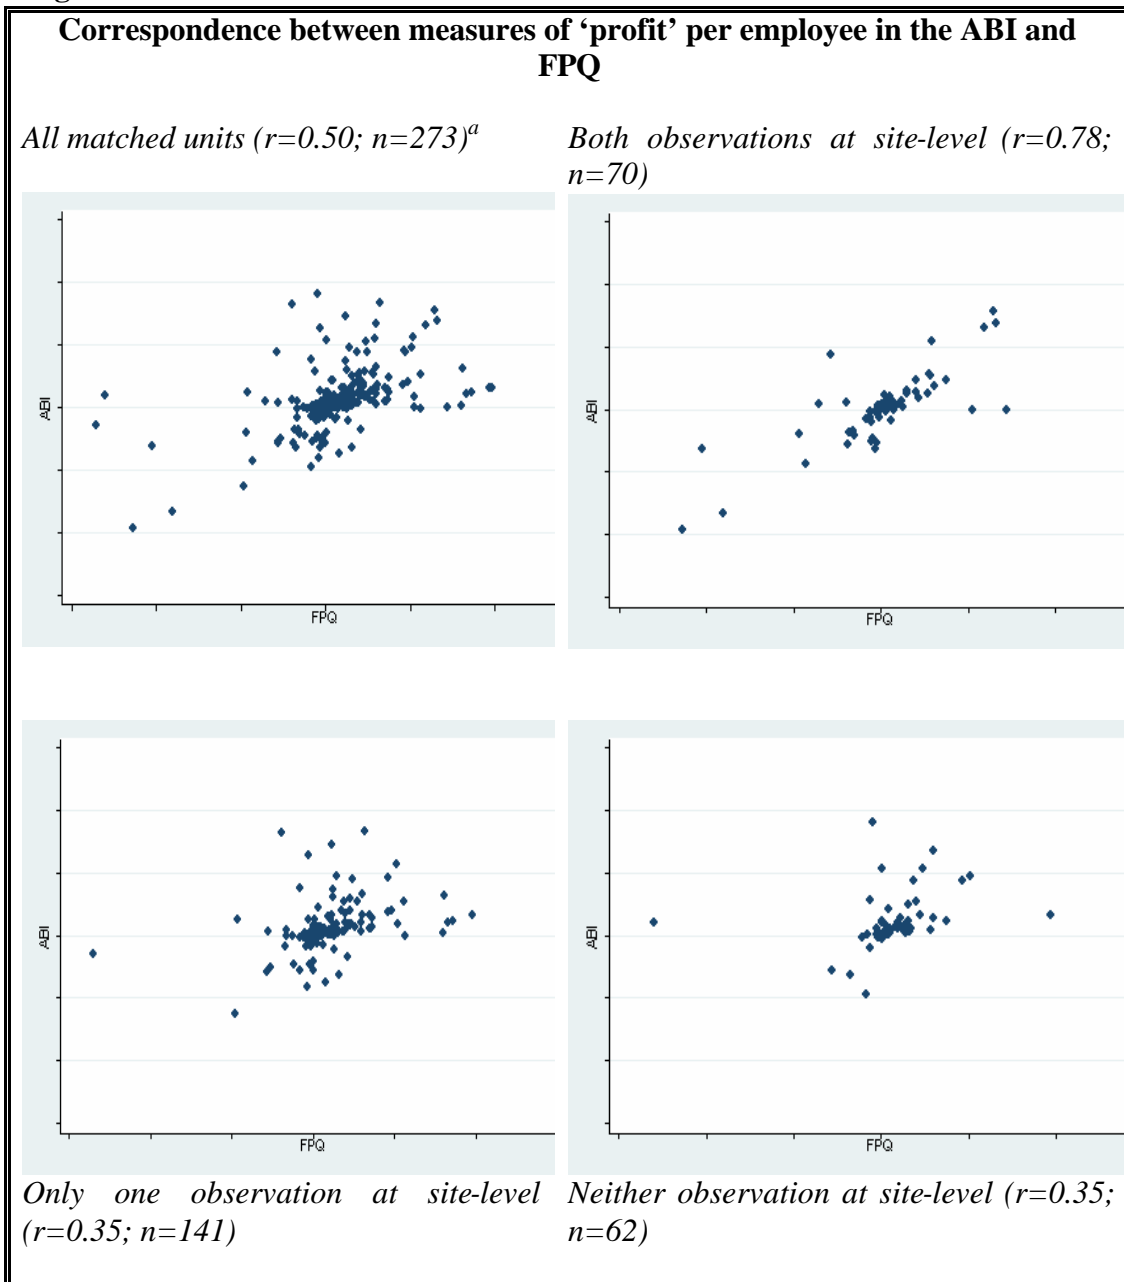 Correspondence between measures of ‘profit’ per employee in the ABI and
FPQ
All matched units (r=0.50; n=273)a
Both observations at site-level (r=0.78;
n=70)
ABI
FPQ
ABI
FPQ
ABI
FPQ
ABI
FPQ
Only one observation at site-level
(r=0.35; n=141)
Neither observation at site-level (r=0.35;
n=62)